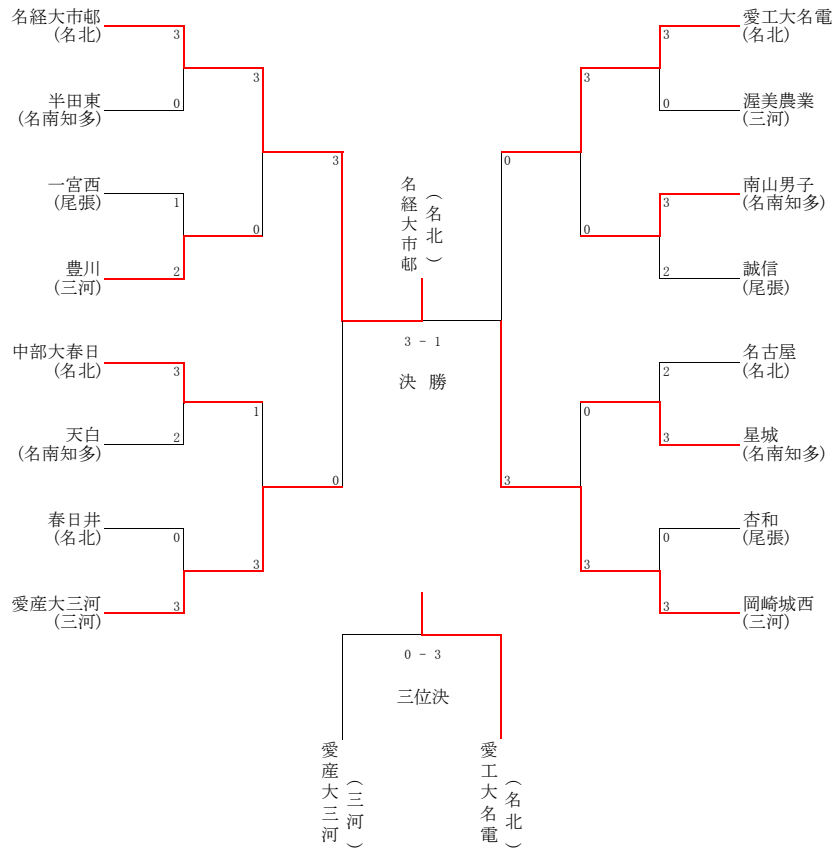 名経大市邨
(名北)
3
半田東
(名南知多)
0
3
一宮西
(尾張)
1
豊川
(三河)
2
0
3
中部大春日
(名北)
3
天白
(名南知多)
2
1
春日井
(名北)
0
愛産大三河
(三河)
3
3
0
名経大市邨
(名北)
3 - 1
決 勝
愛工大名電
(名北)
3
渥美農業
(三河)
0
3
南山男子
(名南知多)
3
誠信
(尾張)
2
0
0
名古屋
(名北)
2
星城
(名南知多)
3
0
杏和
(尾張)
0
岡崎城西
(三河)
3
3
3
0 - 3
三位決
愛産大三河
(三河)
愛工大名電
(名北)